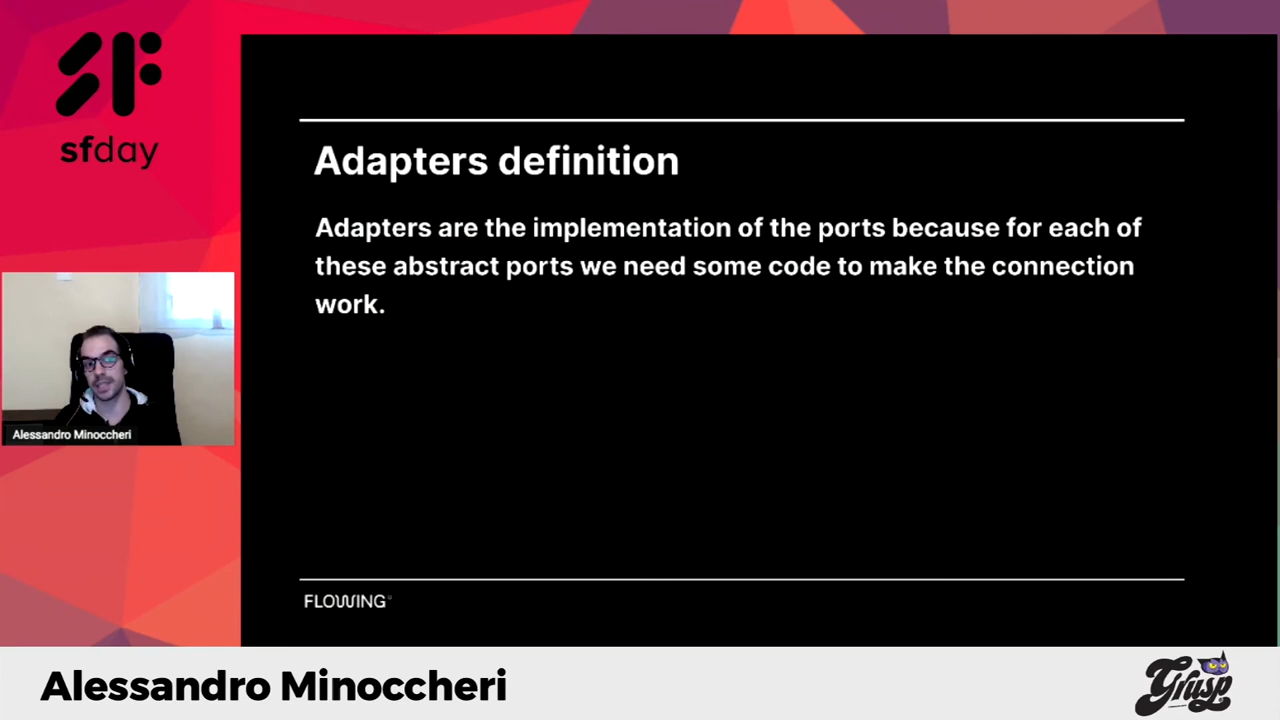 sfday
Adapters definition
Adapters are the implementation of the ports because for each of
these abstract ports we need some code to make the connection
work.
Alessandro Minoccheri
FLOWING
Alessandro Minoccheri
Grusp